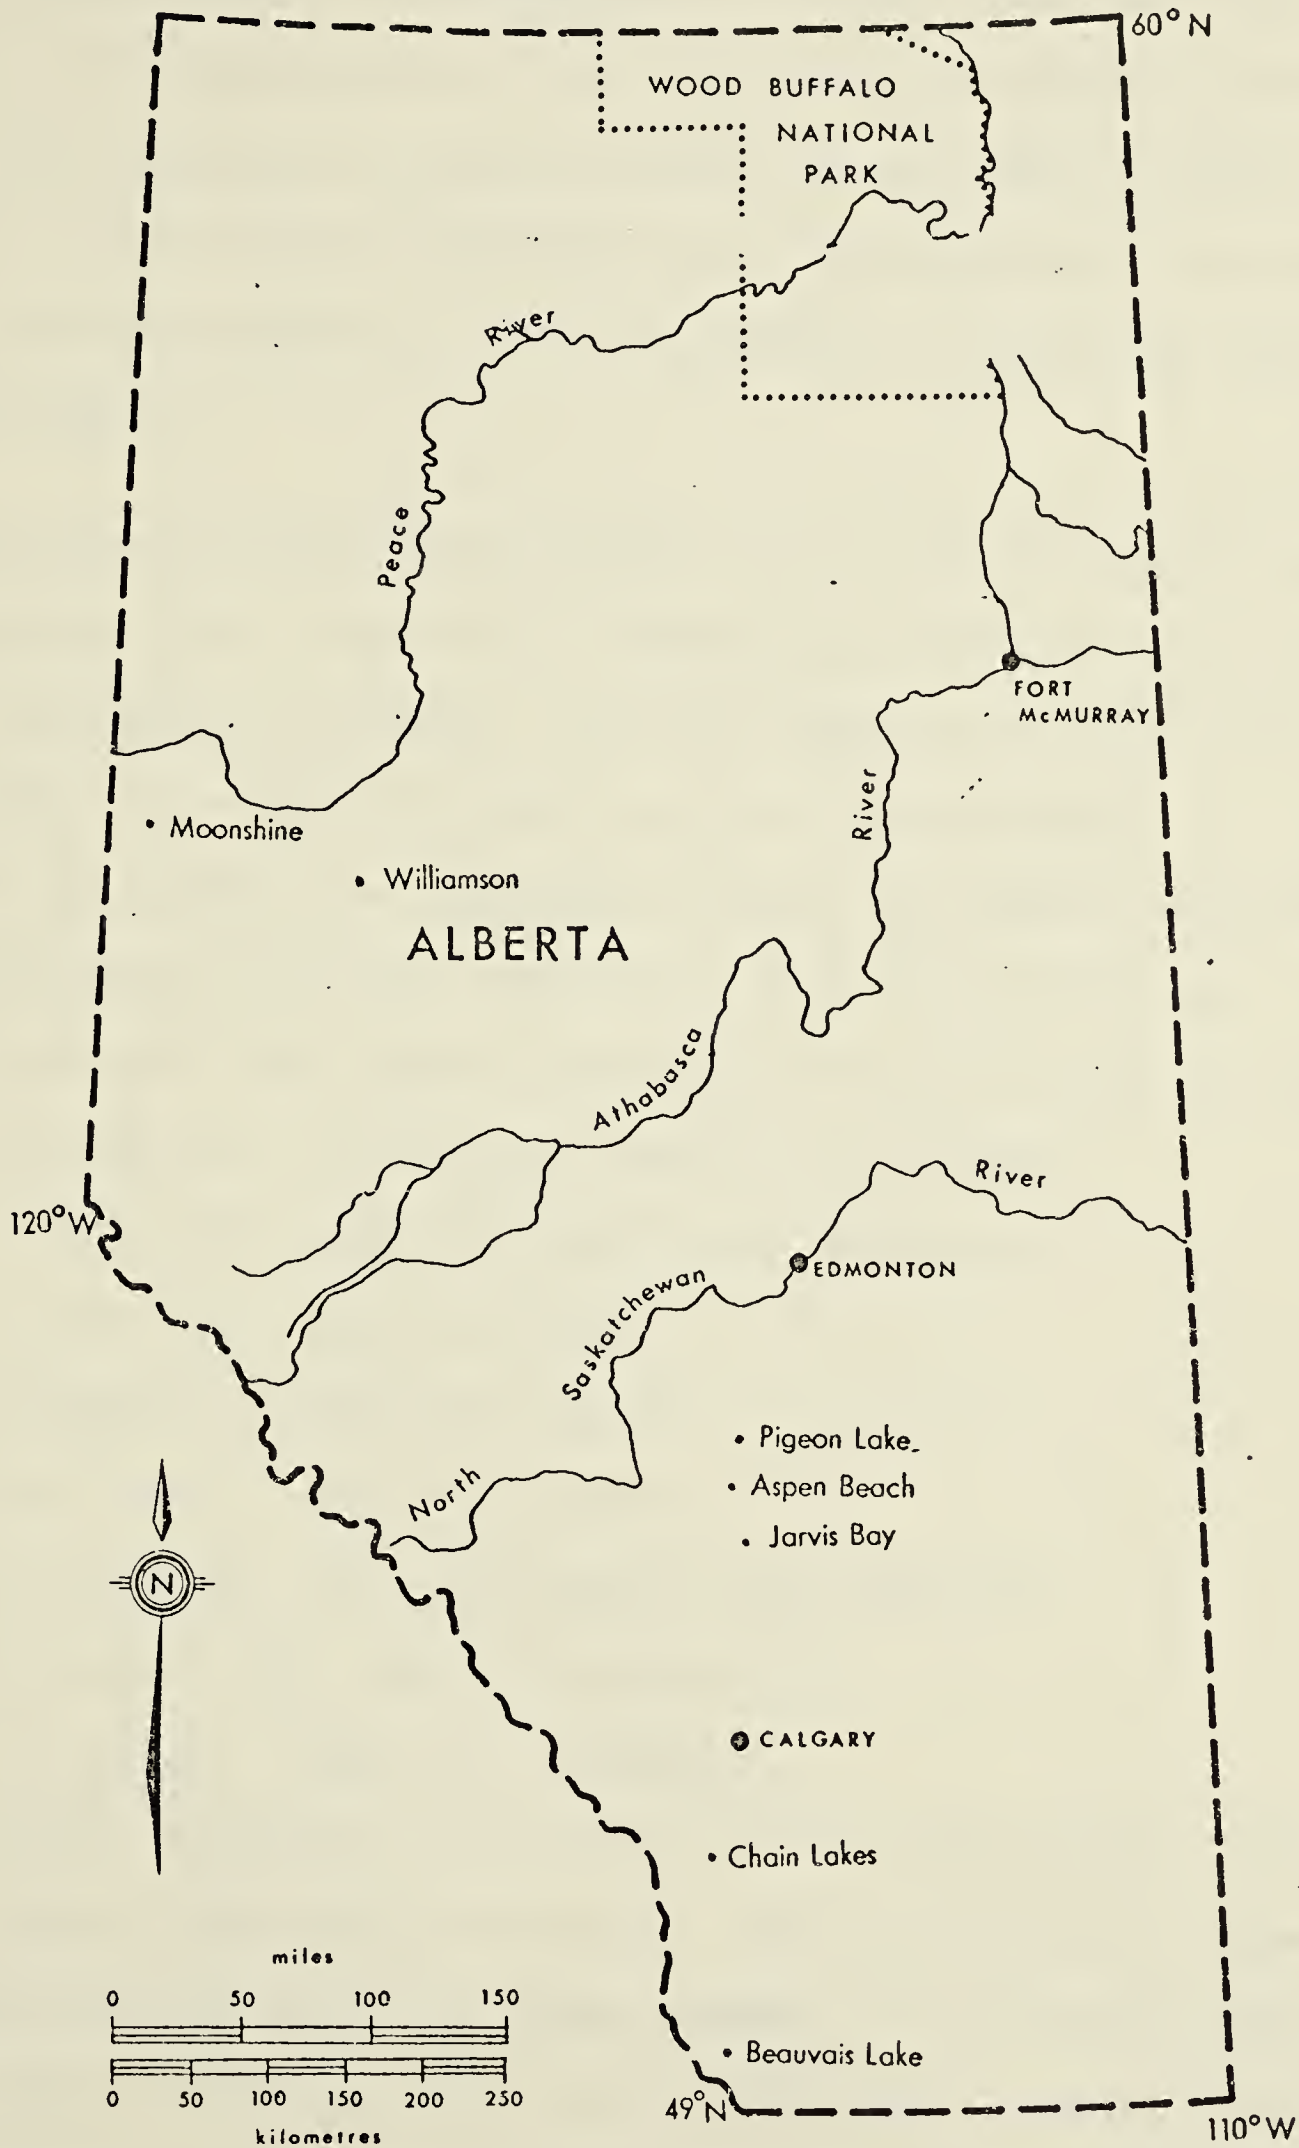 60°N
WOOD BUFFALO
NATIONAL
PARK
River
Peace
FORT
McMURRAY
River
Moonshine
Williamson
ALBERTA
Athabasca
River
120°W
EDMONTON
Saskatchewan
Pigeon Lake
Aspen Beach
North
Jarvis Bay
N
CALGARY
Chain Lakes
miles
0 50 100 150
Beauvais Lake
0 50 100 150 200 250
49°N
110°W
kilometres